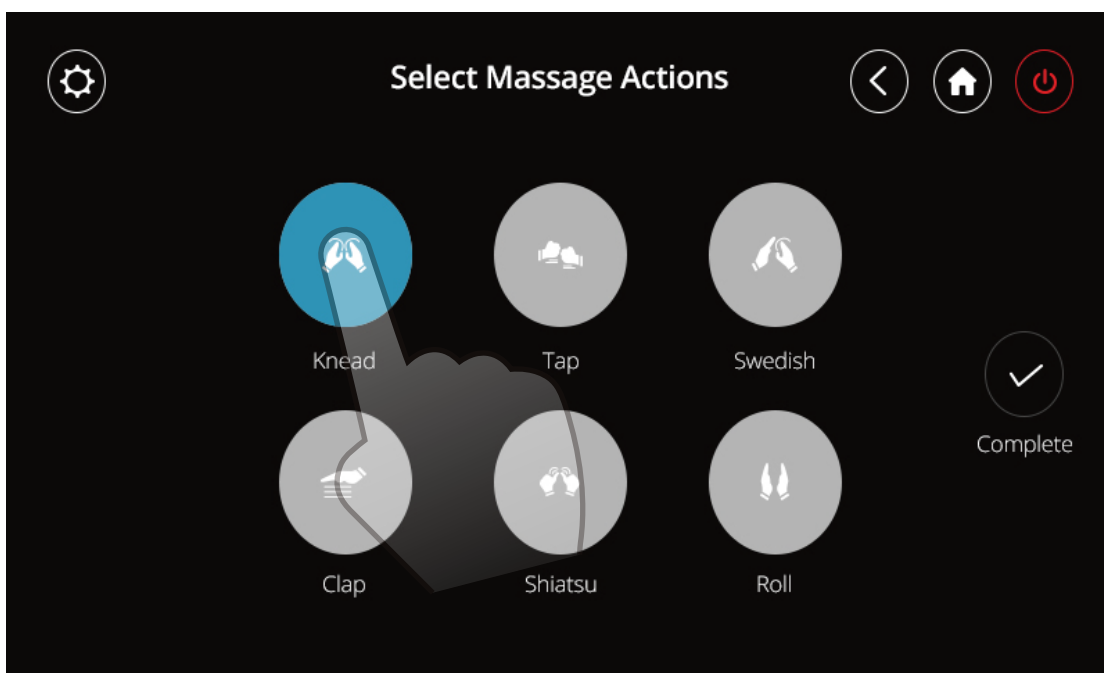 Select Massage Actions
Knead
Tap
Swedish
Complete
Clap
Shiatsu
Roll